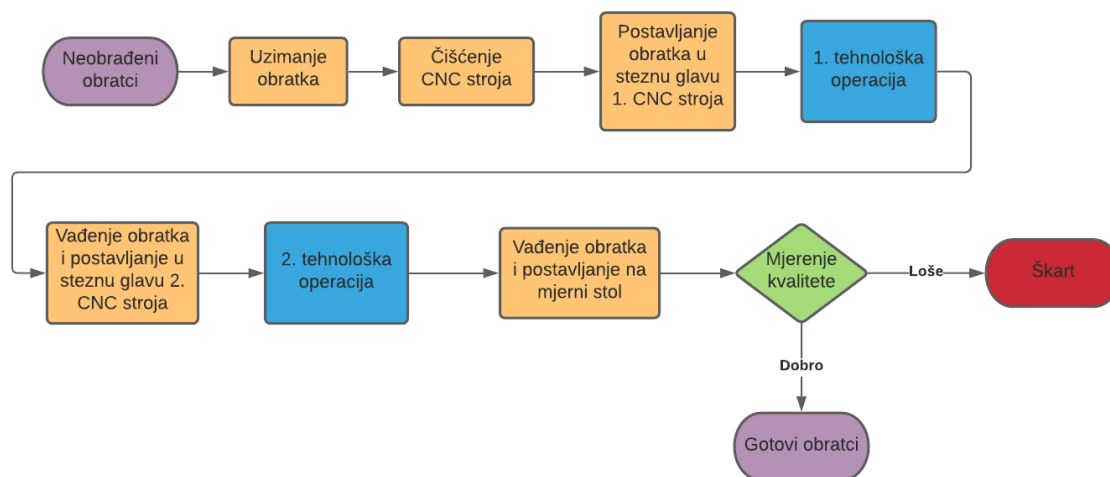 Neobrađeni
obratci
Uzimanje
obratka
Čišćenje
CNC stroja
Postavljanje
obratka u
steznu glavu
1. CNC stroja
1. tehnološka
operacija
Vađenje obratka
i postavljanje u
steznu glavu 2.
CNC stroja
2. tehnološka
operacija
Vađenje obratka
i postavljanje na
mjerni stol
Mjerenje
kvalitete
Loše
Škart
Dobro
Gotovi obratci